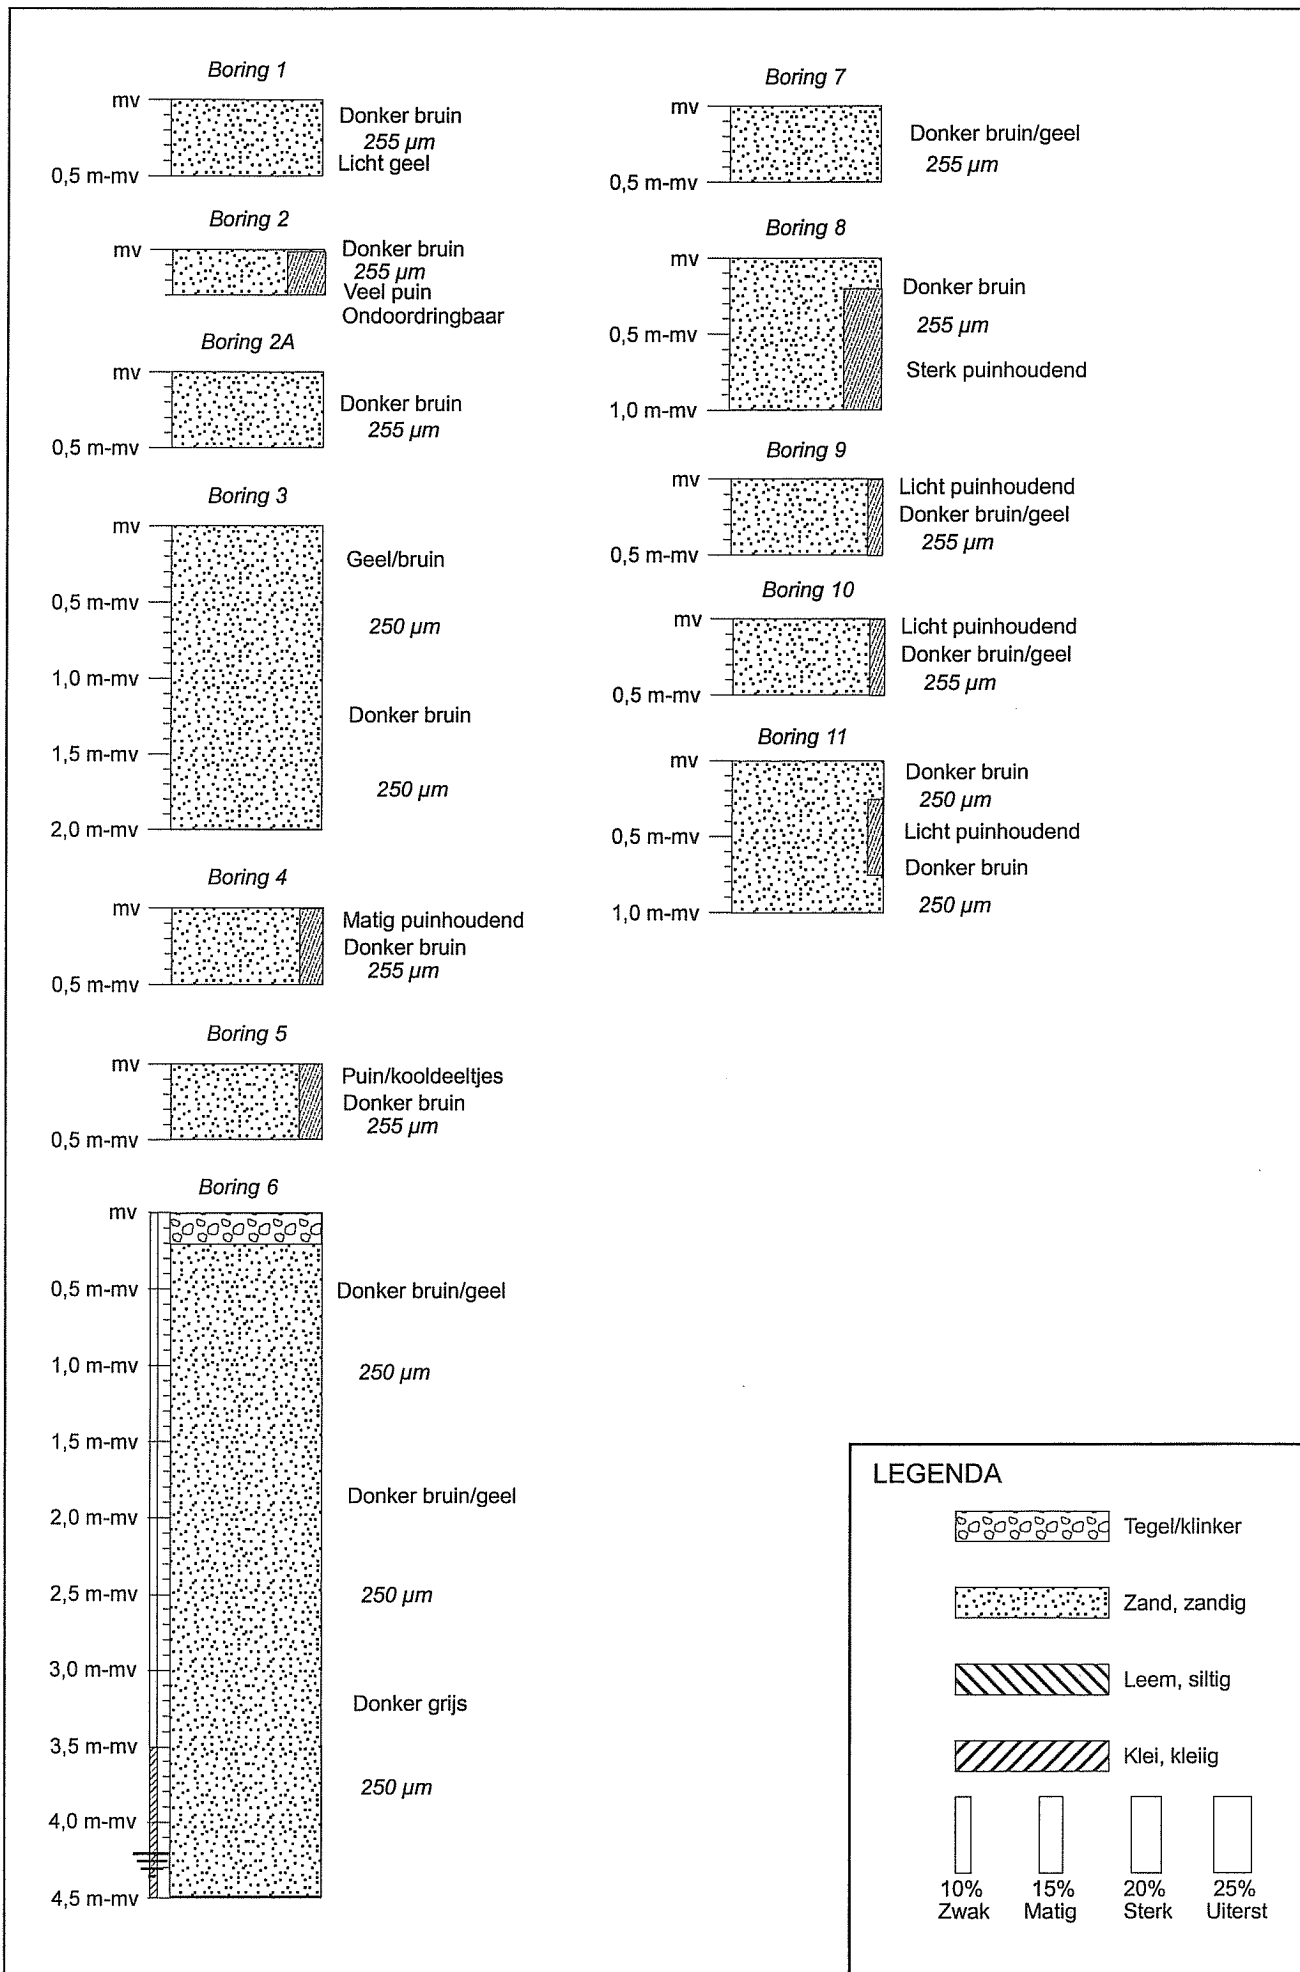 Boring 1
mv
Donker bruin
255 µm
Licht geel
0,5 m-mv
Boring 2
mv
Donker bruin
255 µm
Veel puin
Ondoordringbaar
Boring 2A
mv
Donker bruin
255 µm
0,5 m-mv
Boring 3
mv
Geel/bruin
0,5 m-mv
250 µm
1,0 m-mv
Donker bruin
1,5 m-mv
250 µm
2,0 m-mv
Boring 4
mv
Matig puinhoudend
Donker bruin
255 µm
0,5 m-mv
Boring 5
mv
Puin/kooldeeltjes
Donker bruin
255 µm
0,5 m-mv
Boring 6
mv
0,5 m-mv
Donker bruin/geel
1,0 m-mv
250 µm
1,5 m-mv
Donker bruin/geel
2,0 m-mv
2,5 m-mv
250 µm
3,0 m-mv
Donker grijs
3,5 m-mv
250 µm
4,0 m-mv
4,5 m-mv
Boring 7
mv
Donker bruin/geel
255 µm
0,5 m-mv
Boring 8
mv
Donker bruin
0,5 m-mv
255 µm
Sterk puinhoudend
1,0 m-mv
Boring 9
mv
Licht puinhoudend
Donker bruin/geel
255 µm
0,5 m-mv
Boring 10
mv
Licht puinhoudend
Donker bruin/geel
255 µm
0,5 m-mv
Boring 11
mv
Donker bruin
250 µm
0,5 m-mv
Licht puinhoudend
Donker bruin
250 µm
1,0 m-mv
LEGENDA
Tegel/klinker
Zand, zandig
Leem, siltig
Klei, kleiig
10% 15% 20% 25%
Zwak Matig Sterk Uiterst